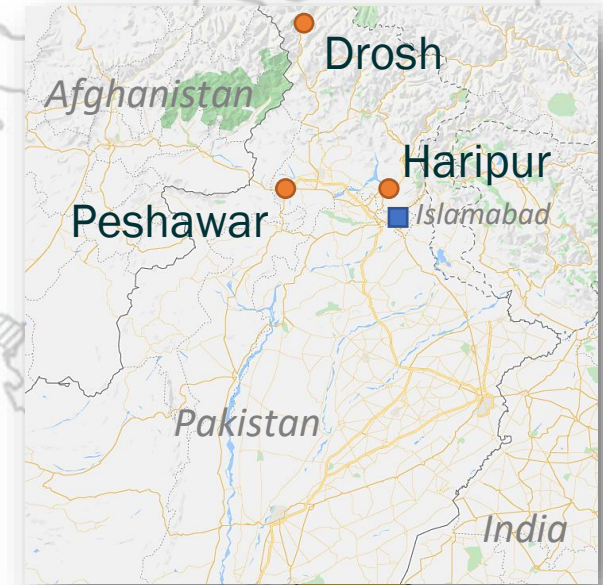 Drosh
Afghanistan
Haripur
Peshawar
Islamabad
Pakistan
India